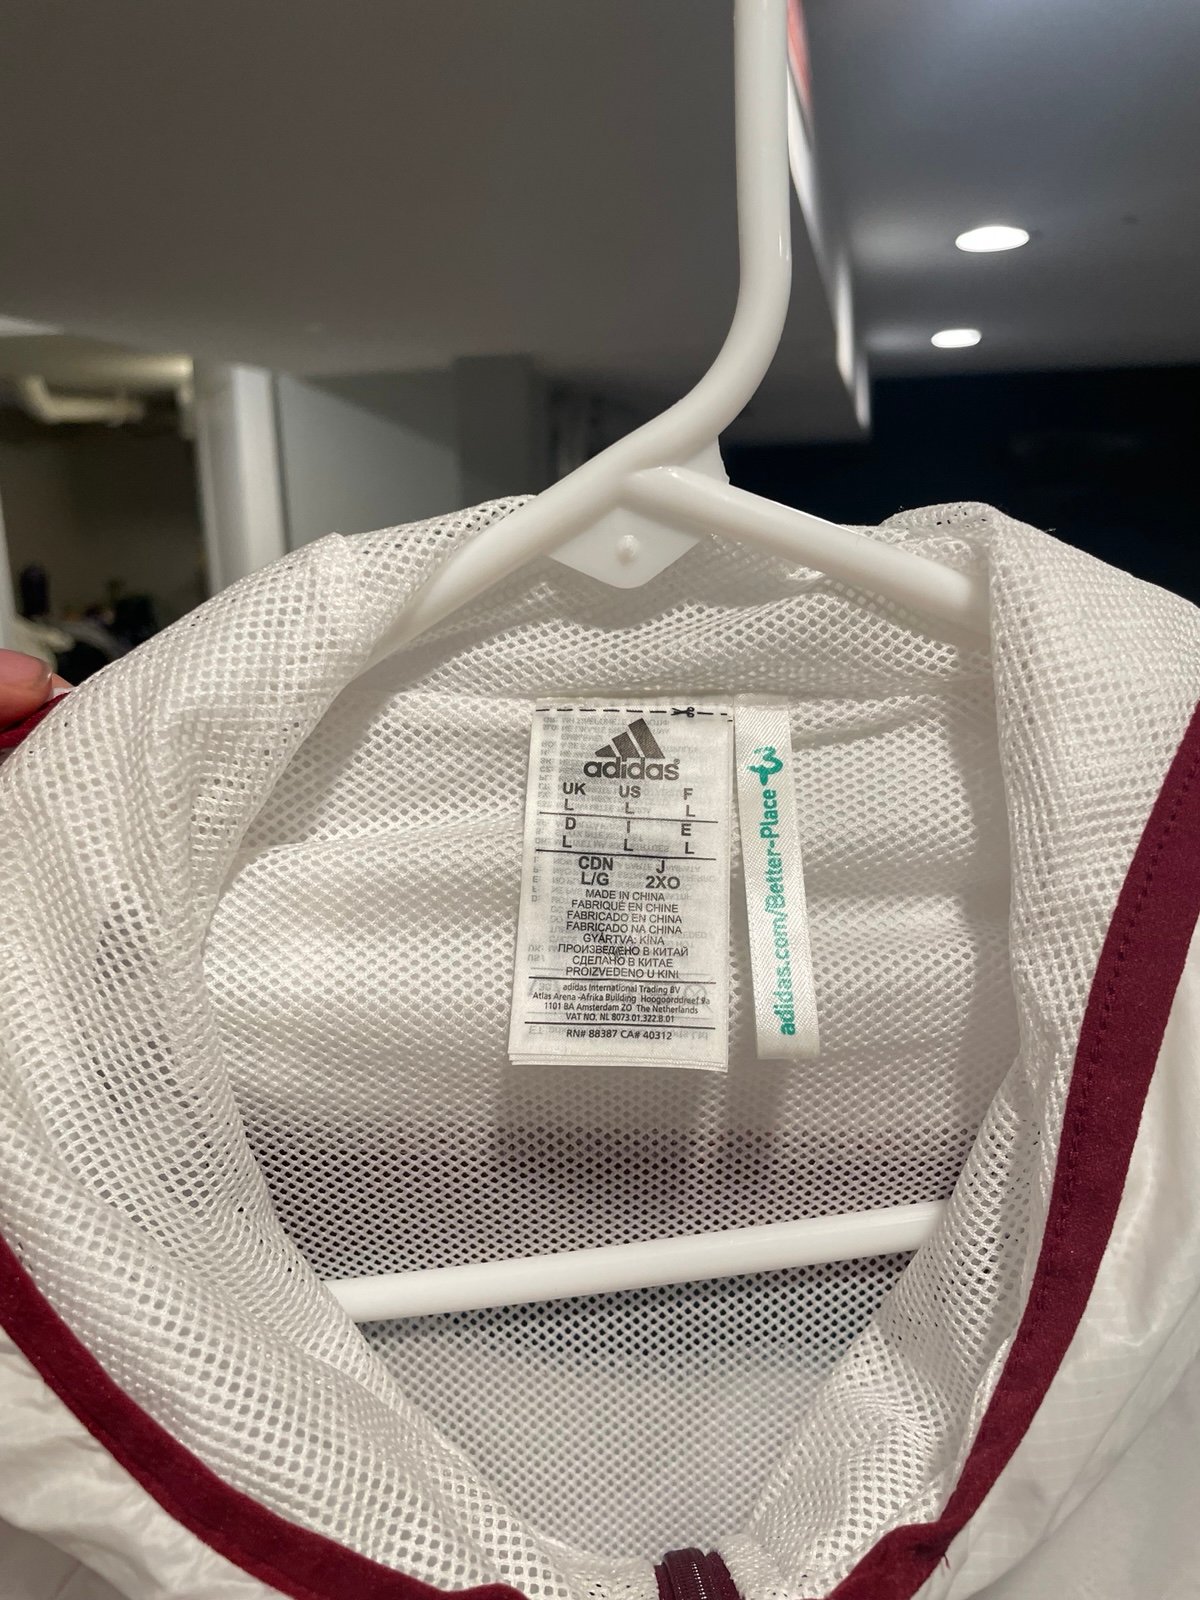 adidas
UK US F
L L L
D I E
L L L
CDN J
L/G 2XO
MADE IN CHINA
FABRIQUÉ EN CHINE
FABRICADO EN CHINA
FABRICADO NA CHINA
GYÁRTVA: KÍNA
ПРОИЗВЕДЕНО В КИТАЙ
СДЕЛАНО В КИТАЕ
PROIZVEDENO U KINI
adidas International Trading BV
Atlas Arena -Afrika Building Hoogoorddreef 9a
1101 BA Amsterdam ZO The Netherlands
VAT NO. NL 8073.01.322.B.01
RN# 88387 CA# 40312
adidas.com/Better-Place